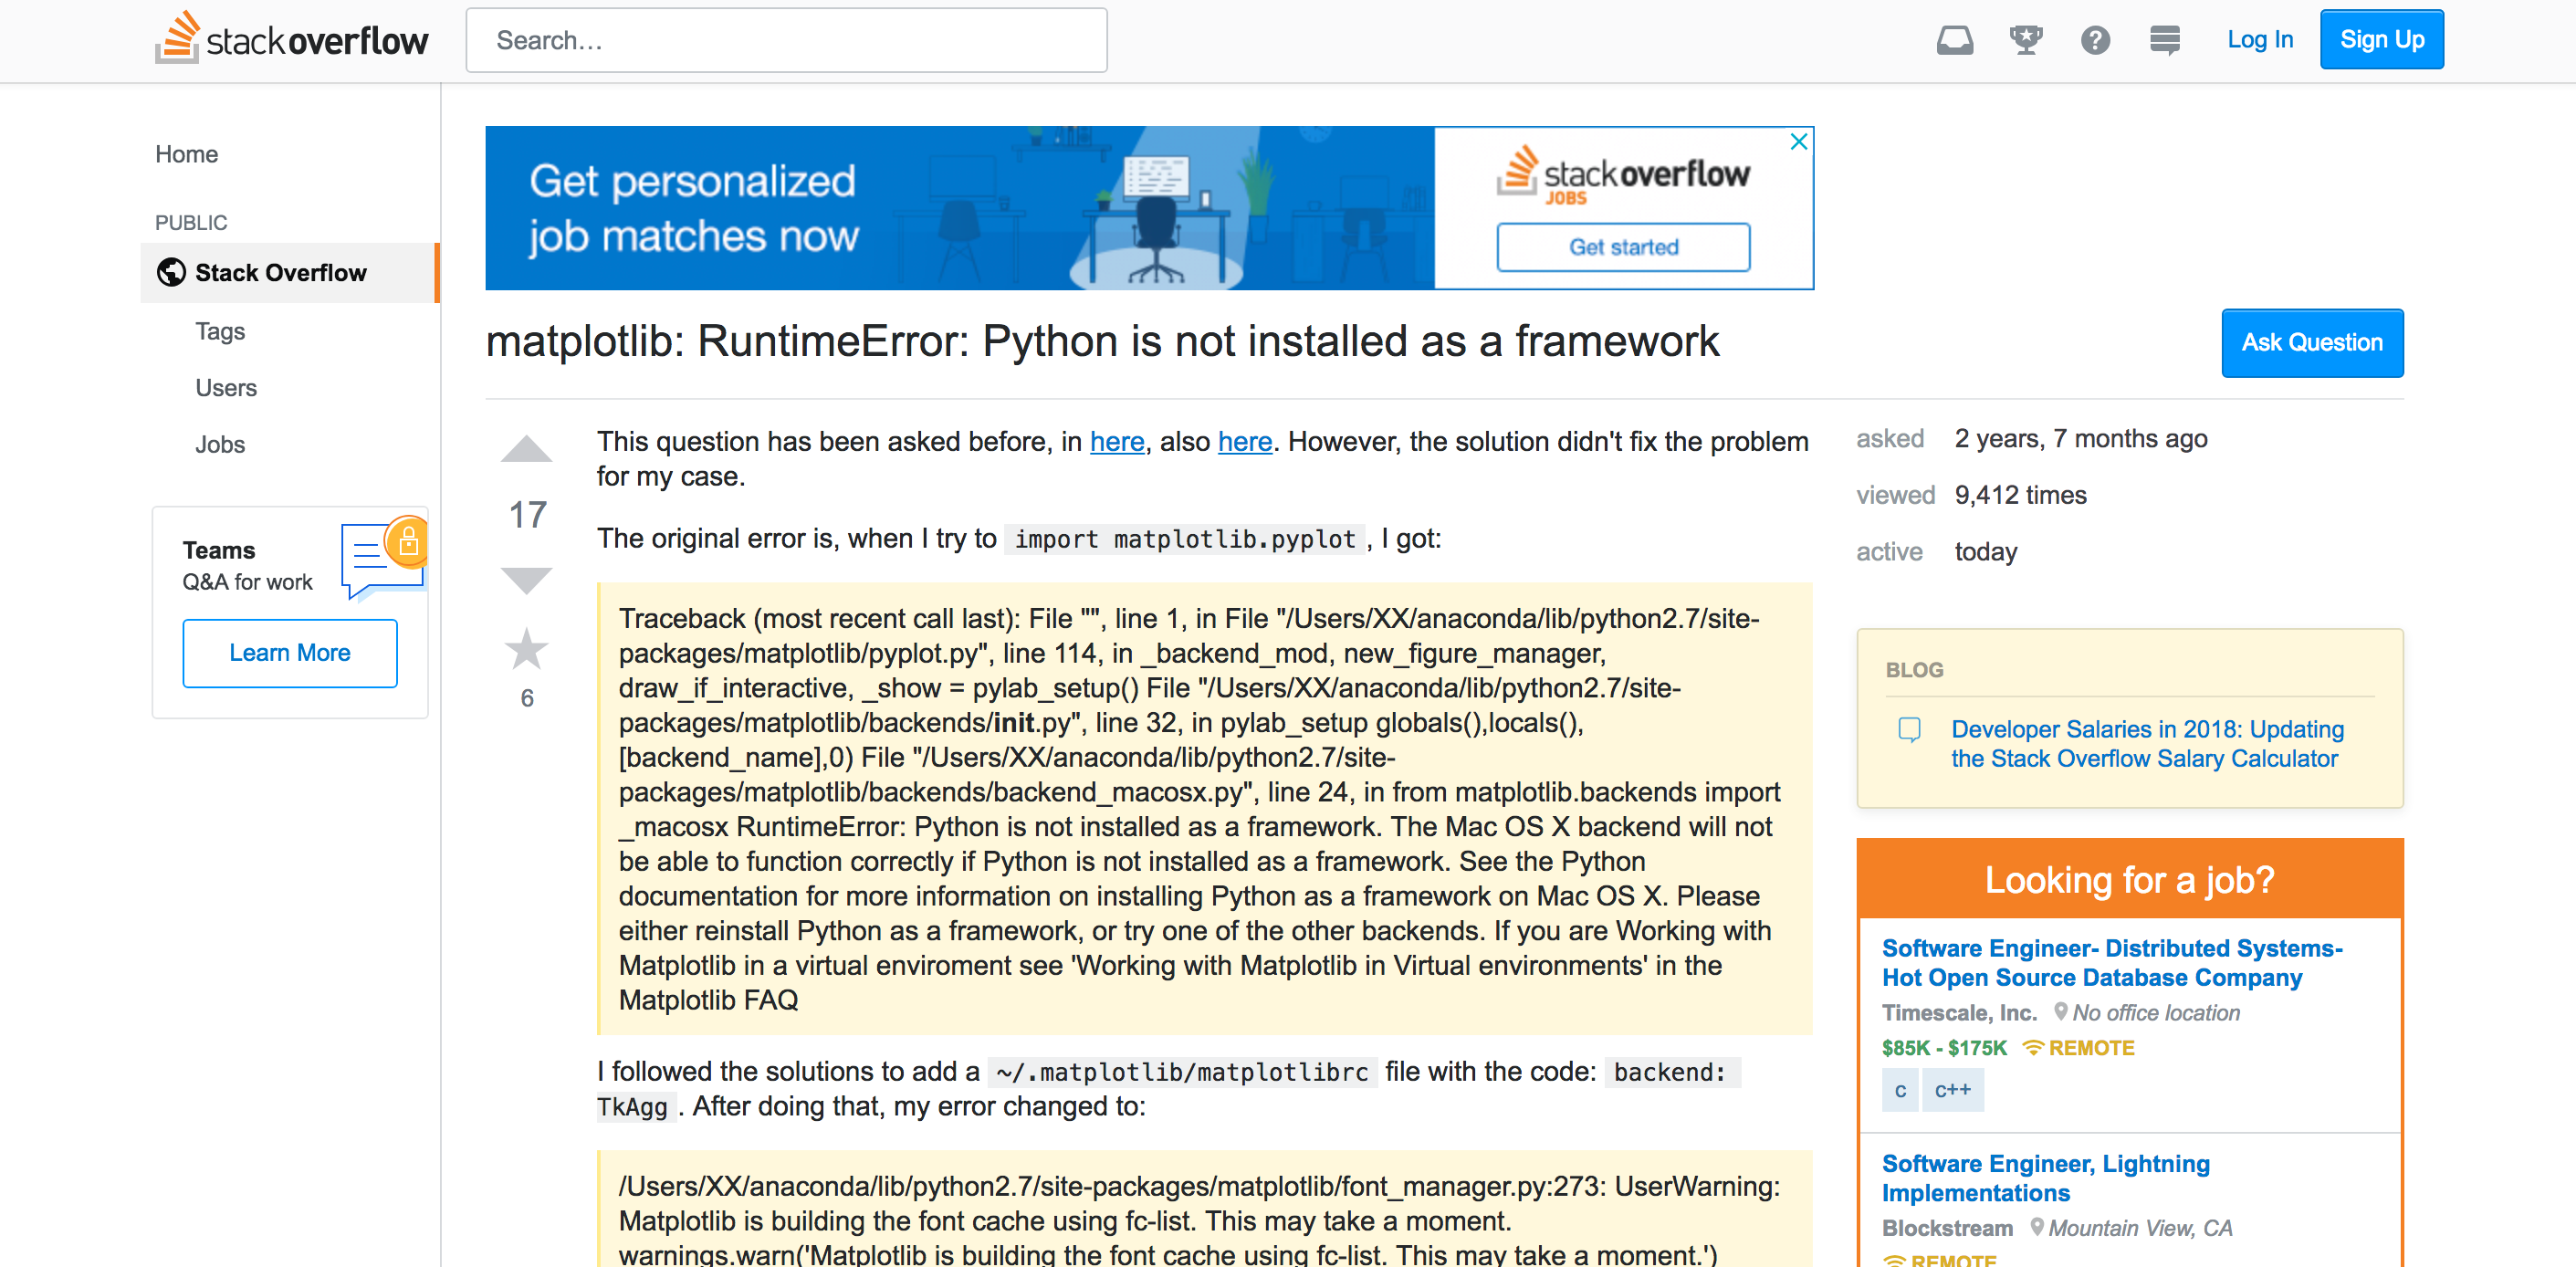 stackoverflow
Search…
Log In
Sign Up
Home
PUBLIC
Stack Overflow
Tags
Users
Jobs
Teams
Q&A for work
Learn More
Get personalized
job matches now
stackoverflow
JOBS
Get started
matplotlib: RuntimeError: Python is not installed as a framework
Ask Question
17
6
This question has been asked before, in here, also here. However, the solution didn't fix the problem
for my case.
The original error is, when I try to import matplotlib.pyplot , I got:
Traceback (most recent call last): File "", line 1, in File "/Users/XX/anaconda/lib/python2.7/site-
packages/matplotlib/pyplot.py", line 114, in _backend_mod, new_figure_manager,
draw_if_interactive, _show = pylab_setup() File "/Users/XX/anaconda/lib/python2.7/site-
packages/matplotlib/backends/init.py", line 32, in pylab_setup globals(),locals(),
[backend_name],0) File "/Users/XX/anaconda/lib/python2.7/site-
packages/matplotlib/backends/backend_macosx.py", line 24, in from matplotlib.backends import
_macosx RuntimeError: Python is not installed as a framework. The Mac OS X backend will not
be able to function correctly if Python is not installed as a framework. See the Python
documentation for more information on installing Python as a framework on Mac OS X. Please
either reinstall Python as a framework, or try one of the other backends. If you are Working with
Matplotlib in a virtual enviroment see 'Working with Matplotlib in Virtual environments' in the
Matplotlib FAQ
I followed the solutions to add a ~/.matplotlib/matplotlibrc file with the code: backend:
TkAgg . After doing that, my error changed to:
/Users/XX/anaconda/lib/python2.7/site-packages/matplotlib/font_manager.py:273: UserWarning:
Matplotlib is building the font cache using fc-list. This may take a moment.
warnings.warn('Matplotlib is building the font cache using fc-list. This may take a moment.')
asked 2 years, 7 months ago
viewed 9,412 times
active today
BLOG
Developer Salaries in 2018: Updating
the Stack Overflow Salary Calculator
Looking for a job?
Software Engineer- Distributed Systems-
Hot Open Source Database Company
Timescale, Inc. No office location
$85K - $175K REMOTE
c c++
Software Engineer, Lightning
Implementations
Blockstream Mountain View, CA
REMOTE